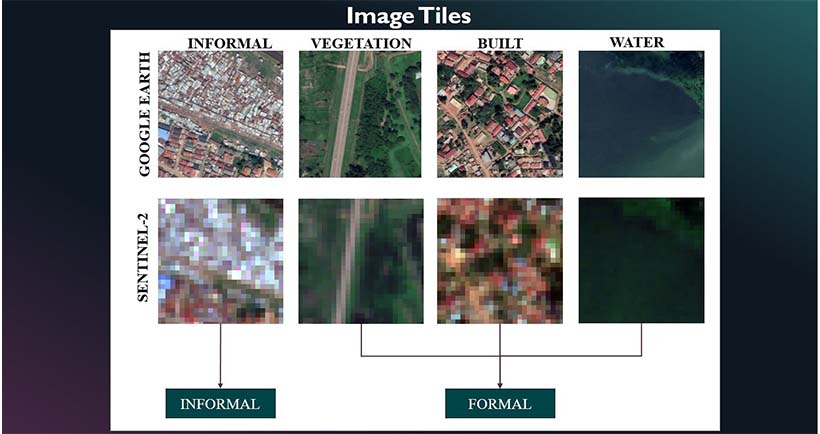 Image Tiles
INFORMAL VEGETATION BUILT WATER
GOOGLE EARTH
SENTINEL-2
INFORMAL FORMAL